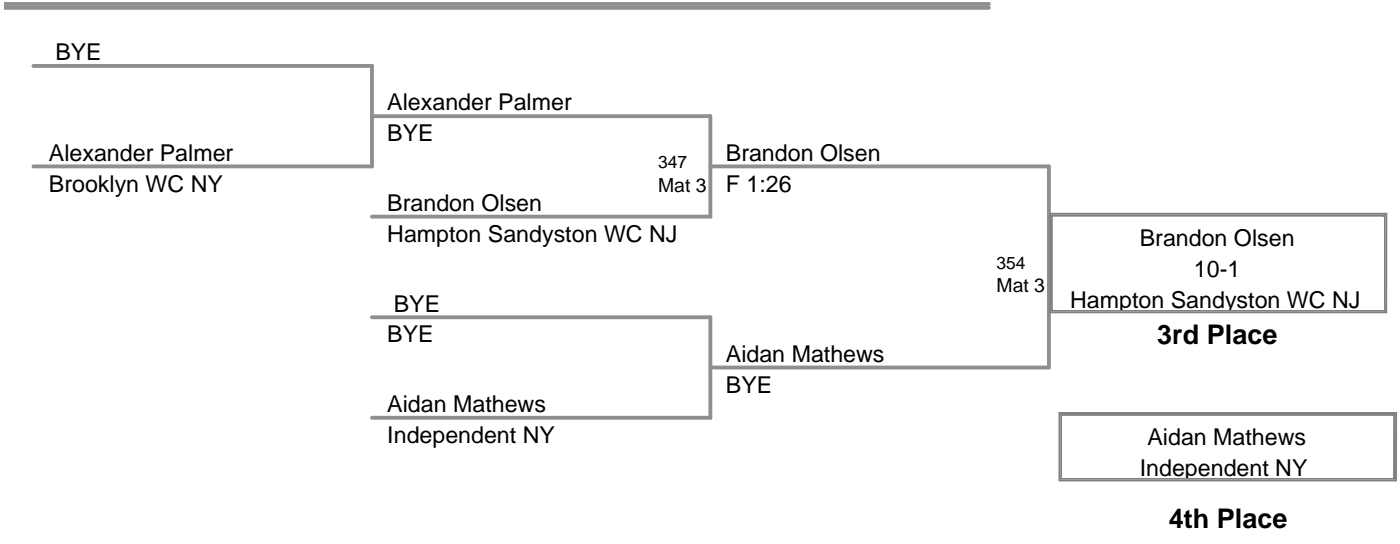 BYE
Alexander Palmer
Brooklyn WC NY
Alexander Palmer
BYE
347
Mat 3
Brandon Olsen
Hampton Sandyston WC NJ
BYE
BYE
Aidan Mathews
Independent NY
Brandon Olsen
F 1:26
354
Mat 3
Aidan Mathews
BYE
Brandon Olsen
10-1
Hampton Sandyston WC NJ
3rd Place
Aidan Mathews
Independent NY
4th Place